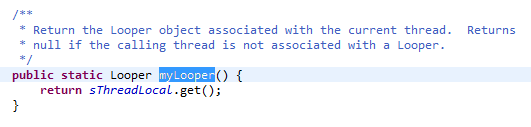 /**
 * Return the Looper object associated with the current thread.  Returns
 * null if the calling thread is not associated with a Looper.
 */
public static Looper myLooper() {
    return sThreadLocal.get();
}